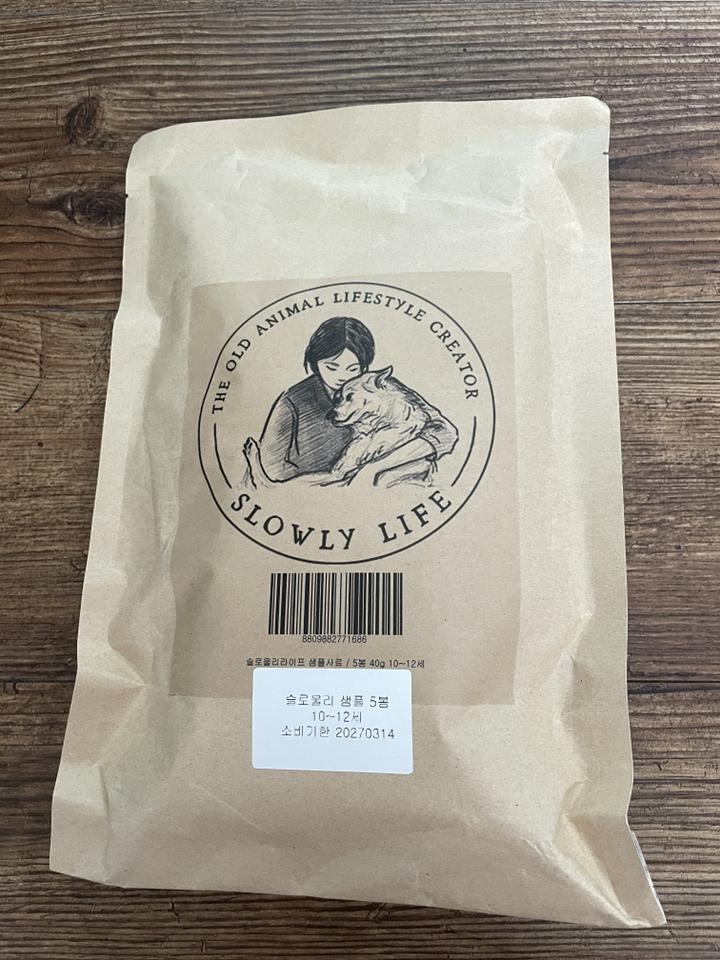 THE OLD ANIMAL LIFESTYLE CREATOR
SLOWLY LIFE
8809882771686
슬로울리라이프 샘플사료 / 5봉 40g 10~12세
슬로울리 샘플 5봉
10~12세
소비기한 20270314